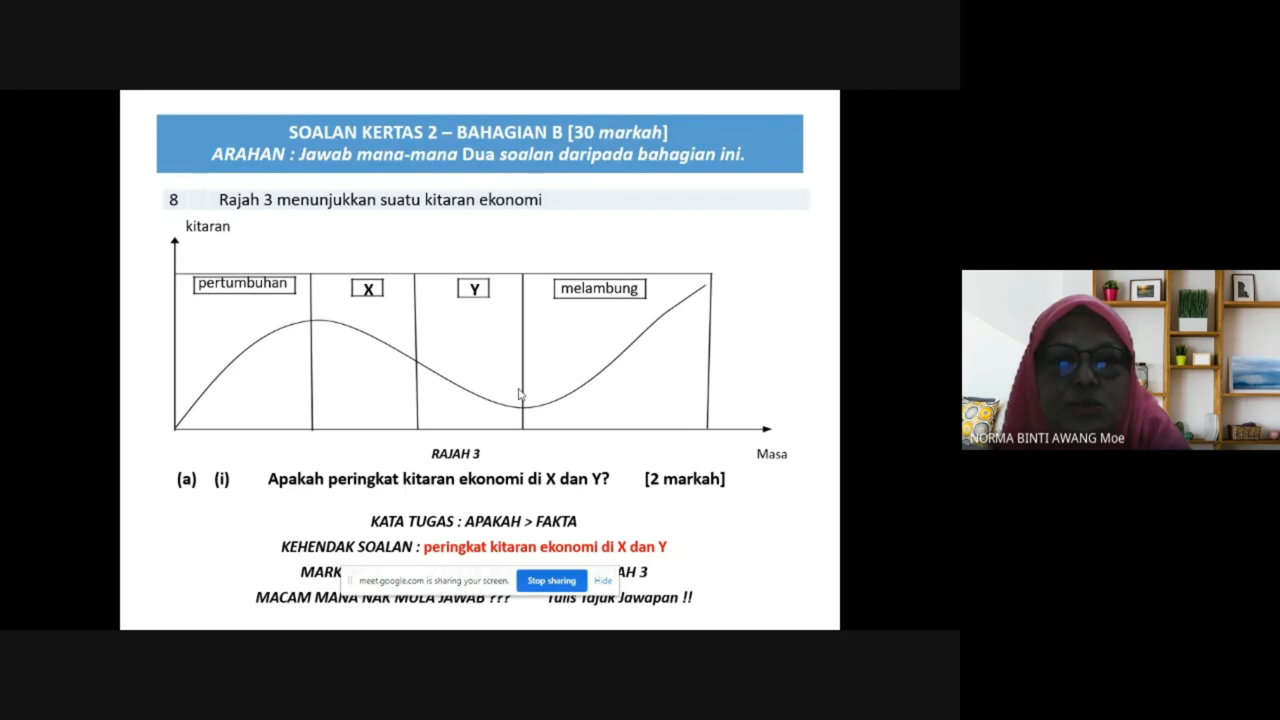 SOALAN KERTAS 2 – BAHAGIAN B [30 markah]
ARAHAN : Jawab mana-mana Dua soalan daripada bahagian ini.
8 Rajah 3 menunjukkan suatu kitaran ekonomi
kitaran
pertumbuhan X Y melambung
RAJAH 3 Masa
(a) (i) Apakah peringkat kitaran ekonomi di X dan Y? [2 markah]
KATA TUGAS : APAKAH > FAKTA
KEHENDAK SOALAN : peringkat kitaran ekonomi di X dan Y
MARK AH 3
meet.google.com is sharing your screen. Stop sharing Hide
MACAM MANA NAK MULA JAWAB ??? Tulis Tajuk Jawapan !!
NORMA BINTI AWANG Moe